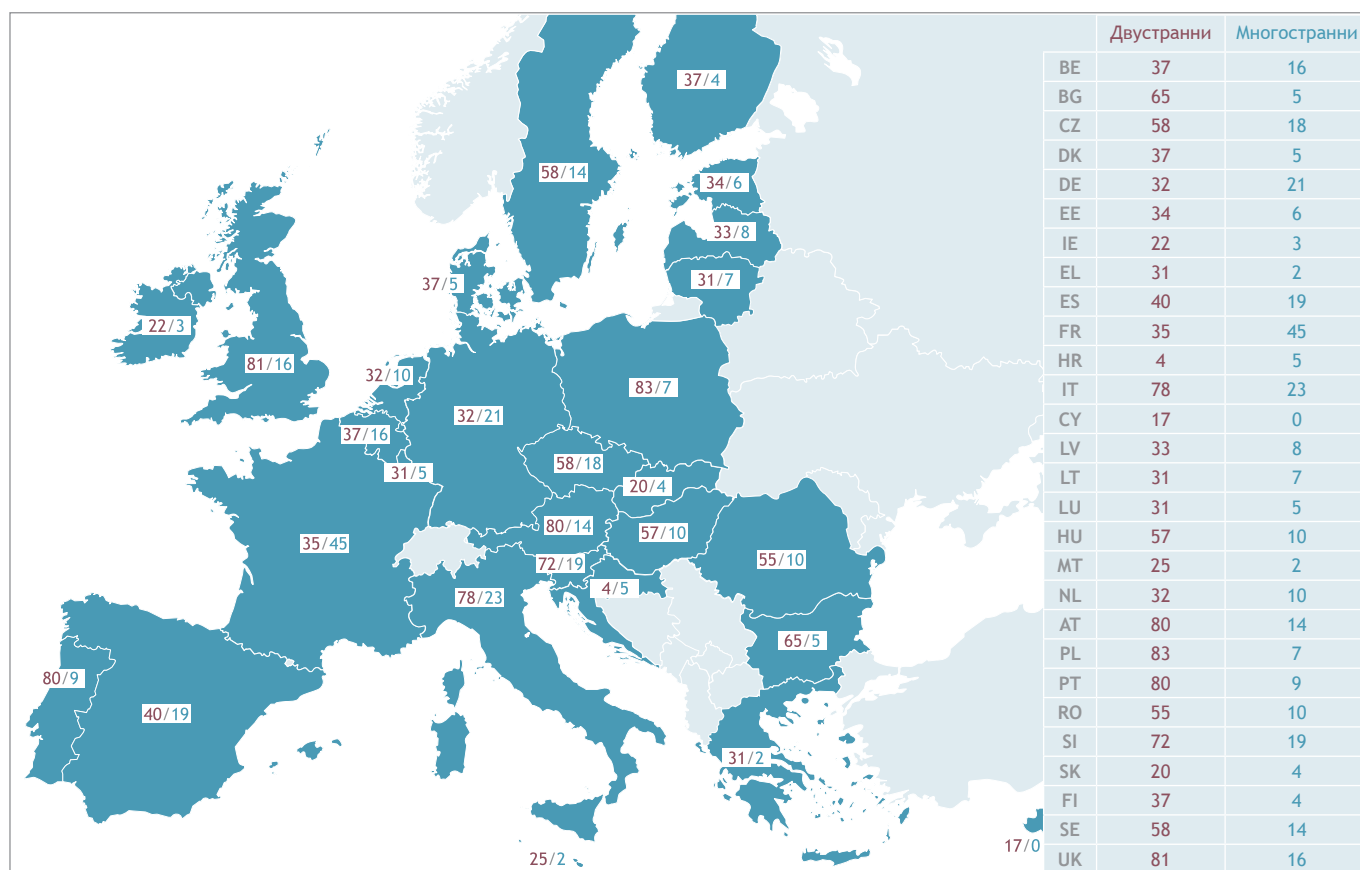 37/4
58/14
34/6
33/8
37/5
31/7
22/3
81/16
32/10
83/7
32/21
37/16
31/5
58/18
20/4
80/14
57/10
35/45
72/19
55/10
4/5
78/23
65/5
80/9
40/19
31/2
17/0
25/2
Двустранни Многостранни
BE 37 16
BG 65 5
CZ 58 18
DK 37 5
DE 32 21
EE 34 6
IE 22 3
EL 31 2
ES 40 19
FR 35 45
HR 4 5
IT 78 23
CY 17 0
LV 33 8
LT 31 7
LU 31 5
HU 57 10
MT 25 2
NL 32 10
AT 80 14
PL 83 7
PT 80 9
RO 55 10
SI 72 19
SK 20 4
FI 37 4
SE 58 14
UK 81 16